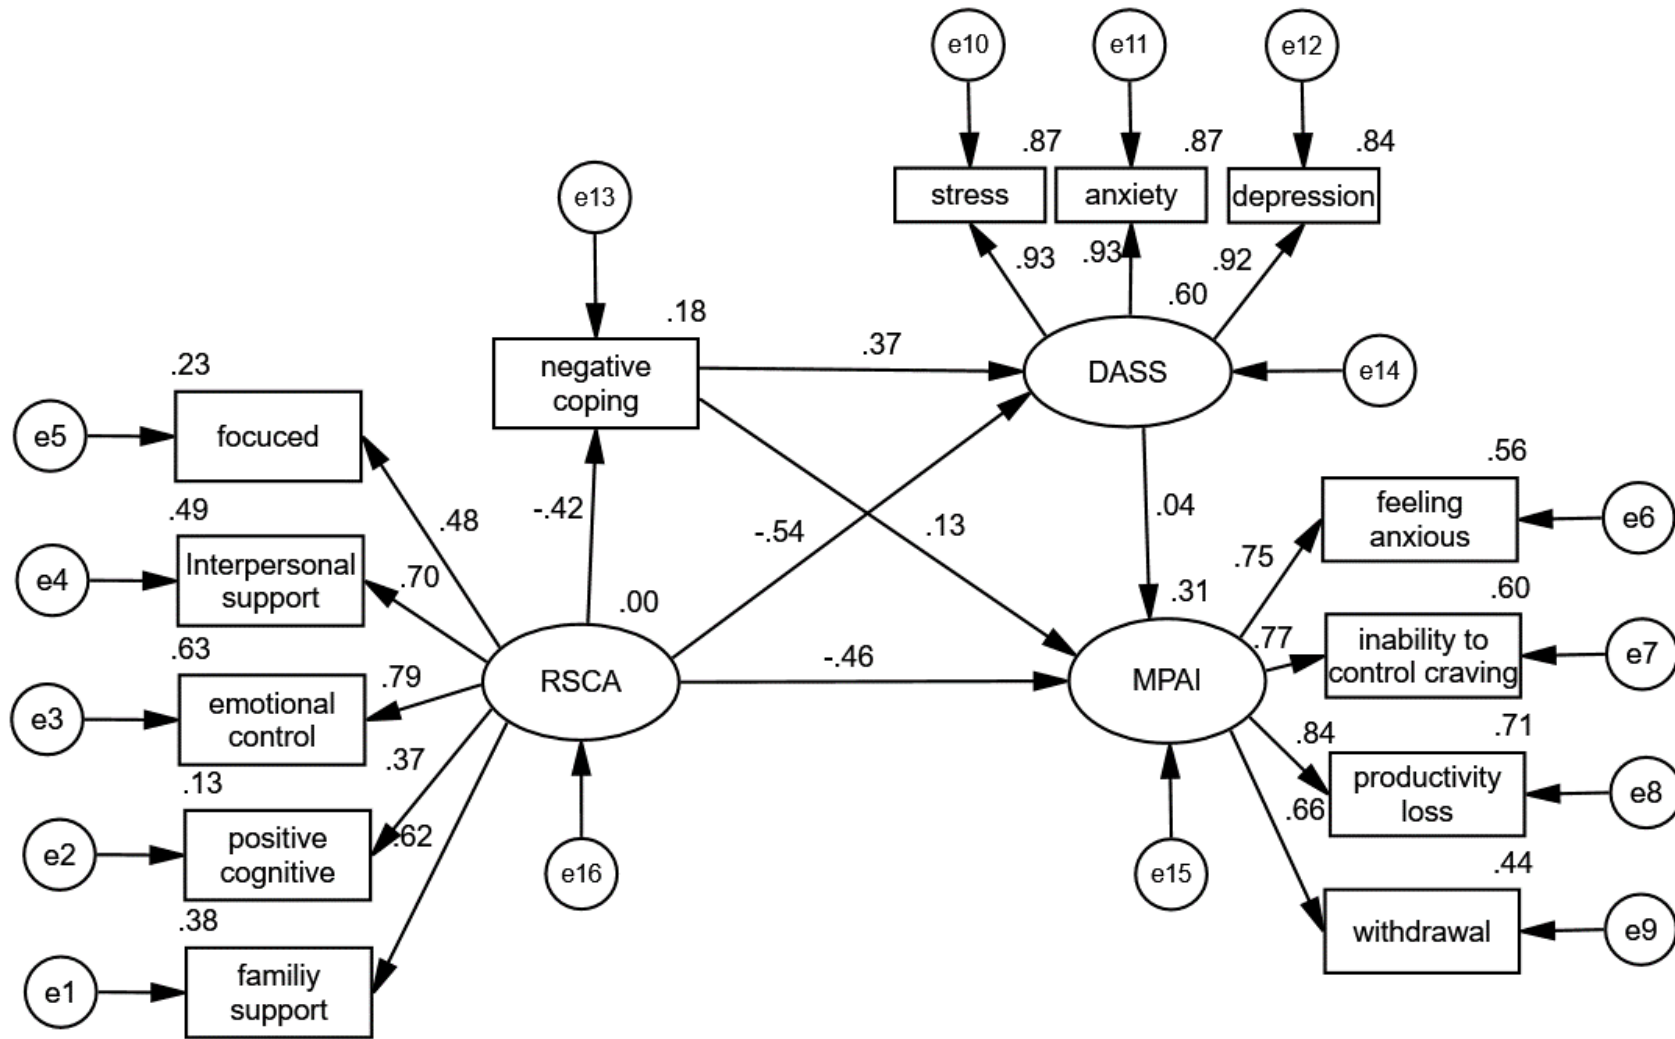 e10
e11
e12
.87
.87
.84
stress
anxiety
depression
.93
.93
.92
.60
e13
.18
negative
coping
.37
DASS
e14
.23
e5
focuced
.49
e4
Interpersonal
support
.63
e3
emotional
control
.13
e2
positive
cognitive
.38
e1
familiy
support
.48
.70
.79
.37
.62
-.42
.00
RSCA
e16
-.54
.13
-.46
.04
.31
MPAI
e15
.75
.77
.84
.66
.56
feeling
anxious
e6
.60
inability to
control craving
e7
.71
productivity
loss
e8
.44
withdrawal
e9